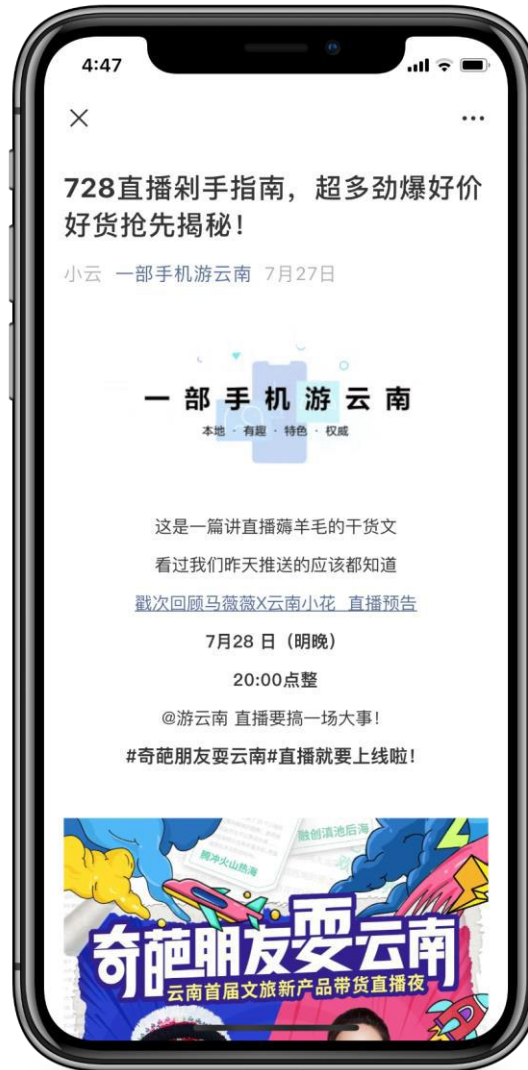 4:47
728直播剁手指南，超多劲爆好价
好货抢先揭秘！
小云 一部手机游云南 7月27日
一部手机游云南
本地 · 有趣 · 特色 · 权威
这是一篇讲直播薅羊毛的干货文
看过我们昨天推送的应该都知道
戳次回顾马薇薇X云南小花 直播预告
7月28 日（明晚）
20:00点整
@游云南 直播要搞一场大事！
#奇葩朋友耍云南#直播就要上线啦！
融创滇池后海
腾冲火山热海
奇葩朋友耍云南
云南首届文旅新产品带货直播夜